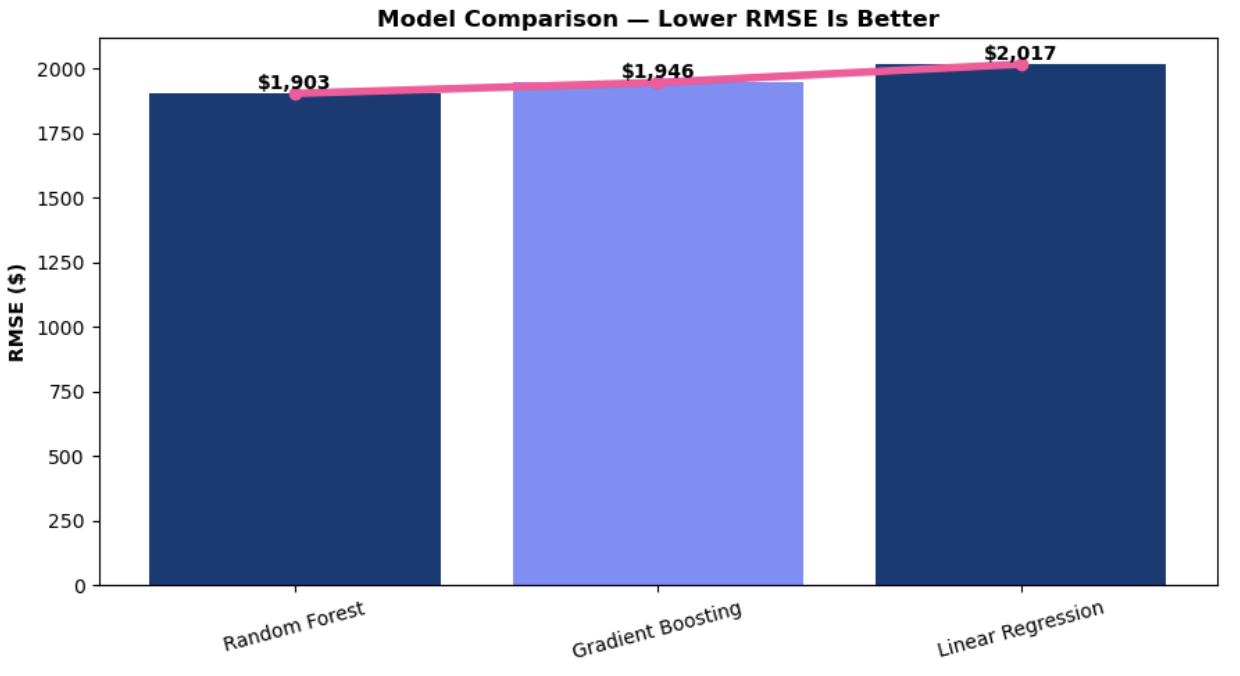 Model Comparison — Lower RMSE Is Better
RMSE ($)
2000
1750
1500
1250
1000
750
500
250
0
$1,903
$1,946
$2,017
Random Forest
Gradient Boosting
Linear Regression